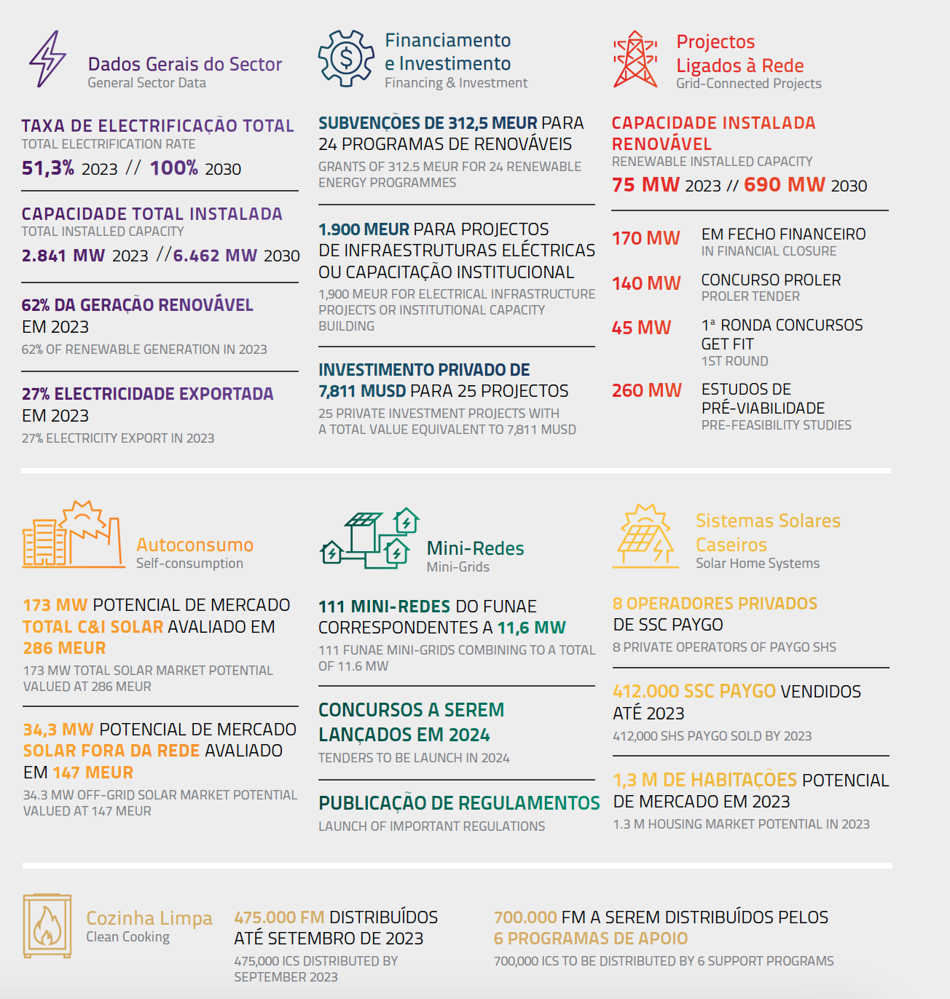 Dados Gerais do Sector
General Sector Data
TAXA DE ELECTRIFICAÇÃO TOTAL
TOTAL ELECTRIFICATION RATE
51,3% 2023 // 100% 2030
CAPACIDADE TOTAL INSTALADA
TOTAL INSTALLED CAPACITY
2.841 MW 2023 //6.462 MW 2030
62% DA GERAÇÃO RENOVÁVEL
EM 2023
62% OF RENEWABLE GENERATION IN 2023
27% ELECTRICIDADE EXPORTADA
EM 2023
27% ELECTRICITY EXPORT IN 2023
Financiamento
e Investimento
Financing & Investment
SUBVENÇÕES DE 312,5 MEUR PARA
24 PROGRAMAS DE RENOVÁVEIS
GRANTS OF 312.5 MEUR FOR 24 RENEWABLE
ENERGY PROGRAMMES
1.900 MEUR PARA PROJECTOS
DE INFRAESTRUTURAS ELÉCTRICAS
OU CAPACITAÇÃO INSTITUCIONAL
1,900 MEUR FOR ELECTRICAL INFRASTRUCTURE
PROJECTS OR INSTITUTIONAL CAPACITY
BUILDING
INVESTIMENTO PRIVADO DE
7,811 MUSD PARA 25 PROJECTOS
25 PRIVATE INVESTMENT PROJECTS WITH
A TOTAL VALUE EQUIVALENT TO 7,811 MUSD
Projectos
Ligados à Rede
Grid-Connected Projects
CAPACIDADE INSTALADA
RENOVÁVEL
RENEWABLE INSTALLED CAPACITY
75 MW 2023 // 690 MW 2030
170 MW EM FECHO FINANCEIRO
IN FINANCIAL CLOSURE
140 MW CONCURSO PROLER
PROLER TENDER
45 MW 1ª RONDA CONCURSOS
GET FIT
1ST ROUND
260 MW ESTUDOS DE
PRÉ-VIABILIDADE
PRE-FEASIBILITY STUDIES
Autoconsumo
Self-consumption
173 MW POTENCIAL DE MERCADO
TOTAL C&I SOLAR AVALIADO EM
286 MEUR
173 MW TOTAL SOLAR MARKET POTENTIAL
VALUED AT 286 MEUR
34,3 MW POTENCIAL DE MERCADO
SOLAR FORA DA REDE AVALIADO
EM 147 MEUR
34.3 MW OFF-GRID SOLAR MARKET POTENTIAL
VALUED AT 147 MEUR
Mini-Redes
Mini-Grids
111 MINI-REDES DO FUNAE
CORRESPONDENTES A 11,6 MW
111 FUNAE MINI-GRIDS COMBINING TO A TOTAL
OF 11.6 MW
CONCURSOS A SEREM
LANÇADOS EM 2024
TENDERS TO BE LAUNCH IN 2024
PUBLICAÇÃO DE REGULAMENTOS
LAUNCH OF IMPORTANT REGULATIONS
Sistemas Solares
Caseiros
Solar Home Systems
8 OPERADORES PRIVADOS
DE SSC PAYGO
8 PRIVATE OPERATORS OF PAYGO SHS
412.000 SSC PAYGO VENDIDOS
ATÉ 2023
412,000 SHS PAYGO SOLD BY 2023
1,3 M DE HABITAÇÕES POTENCIAL
DE MERCADO EM 2023
1.3 M HOUSING MARKET POTENTIAL IN 2023
Cozinha Limpa
Clean Cooking
475.000 FM DISTRIBUÍDOS
ATÉ SETEMBRO DE 2023
475,000 ICS DISTRIBUTED BY
SEPTEMBER 2023
700.000 FM A SEREM DISTRIBUÍDOS PELOS
6 PROGRAMAS DE APOIO
700,000 ICS TO BE DISTRIBUTED BY 6 SUPPORT PROGRAMS